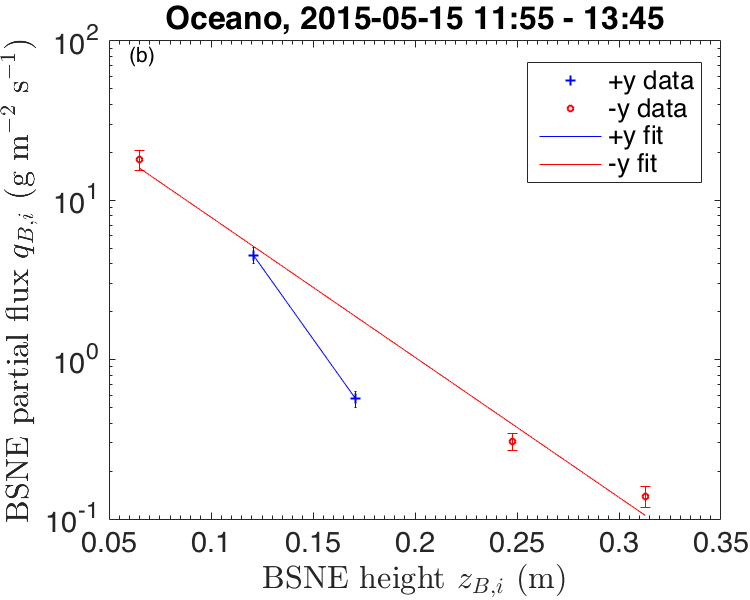 Oceano, 2015-05-15 11:55 - 13:45
(b)
+y data
-y data
+y fit
-y fit
BSNE partial flux q_{B,i} (g m^{-2} s^{-1})
10^2
10^1
10^0
10^{-1}
0.05 0.1 0.15 0.2 0.25 0.3 0.35
BSNE height z_{B,i} (m)